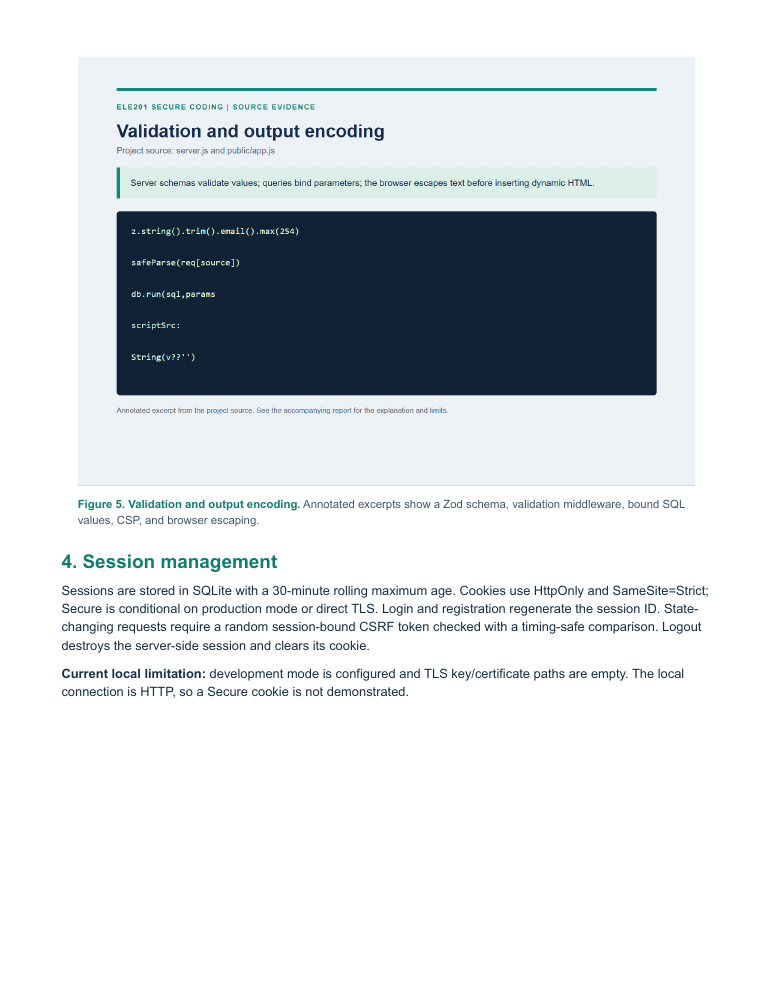 ELE201 SECURE CODING | SOURCE EVIDENCE
Validation and output encoding
Project source: server.js and public/app.js
Server schemas validate values; queries bind parameters; the browser escapes text before inserting dynamic HTML.
z.string().trim().email().max(254)
safeParse(req[source])
db.run(sql,params
scriptSrc:
String(v??'')
Annotated excerpt from the project source. See the accompanying report for the explanation and limits.
Figure 5. Validation and output encoding. Annotated excerpts show a Zod schema, validation middleware, bound SQL
values, CSP, and browser escaping.
4. Session management
Sessions are stored in SQLite with a 30-minute rolling maximum age. Cookies use HttpOnly and SameSite=Strict;
Secure is conditional on production mode or direct TLS. Login and registration regenerate the session ID. State-
changing requests require a random session-bound CSRF token checked with a timing-safe comparison. Logout
destroys the server-side session and clears its cookie.
Current local limitation: development mode is configured and TLS key/certificate paths are empty. The local
connection is HTTP, so a Secure cookie is not demonstrated.